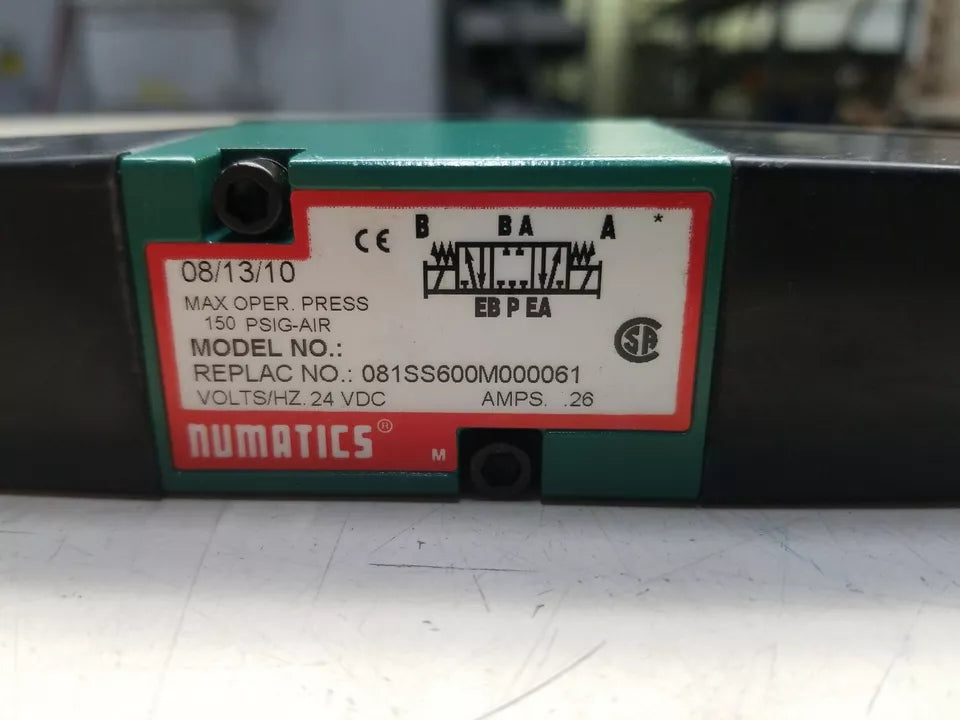 B BA A *
CE
08/13/10
EB P EA
MAX OPER. PRESS
150 PSIG-AIR
MODEL NO.:
REPLAC NO.: 081SS600M000061
VOLTS/HZ. 24 VDC AMPS. .26
NUMATICS® M
SA